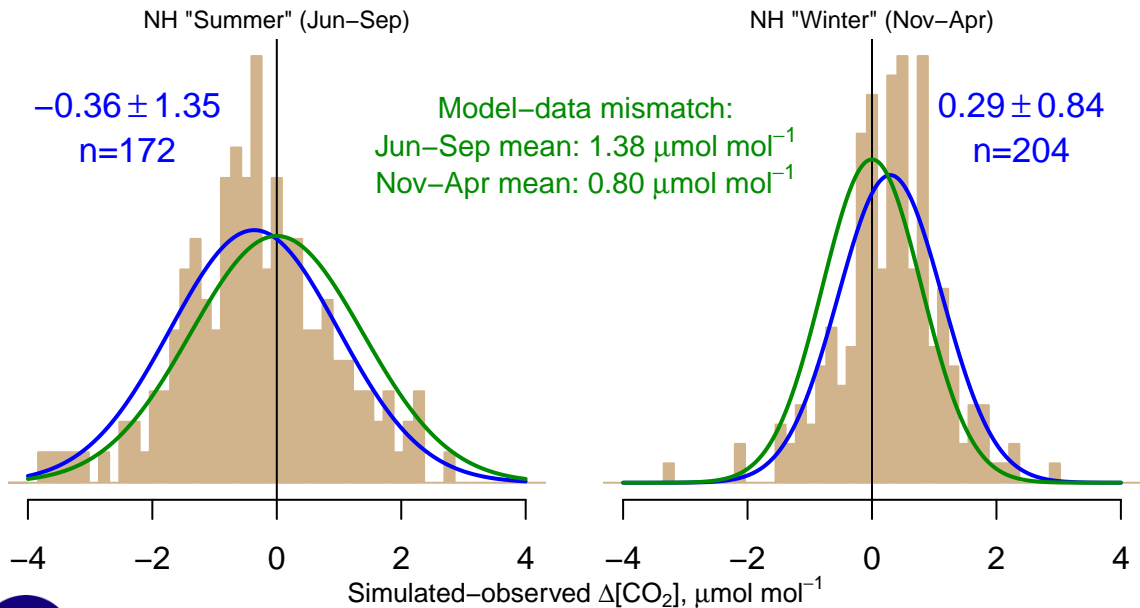 NH "Summer" (Jun−Sep)
NH "Winter" (Nov−Apr)
−0.36 ± 1.35
n=172
Model−data mismatch:
Jun−Sep mean: 1.38 μmol mol⁻¹
Nov−Apr mean: 0.80 μmol mol⁻¹
0.29 ± 0.84
n=204
−4 −2 0 2 4
−4 −2 0 2 4
Simulated−observed Δ[CO₂], μmol mol⁻¹